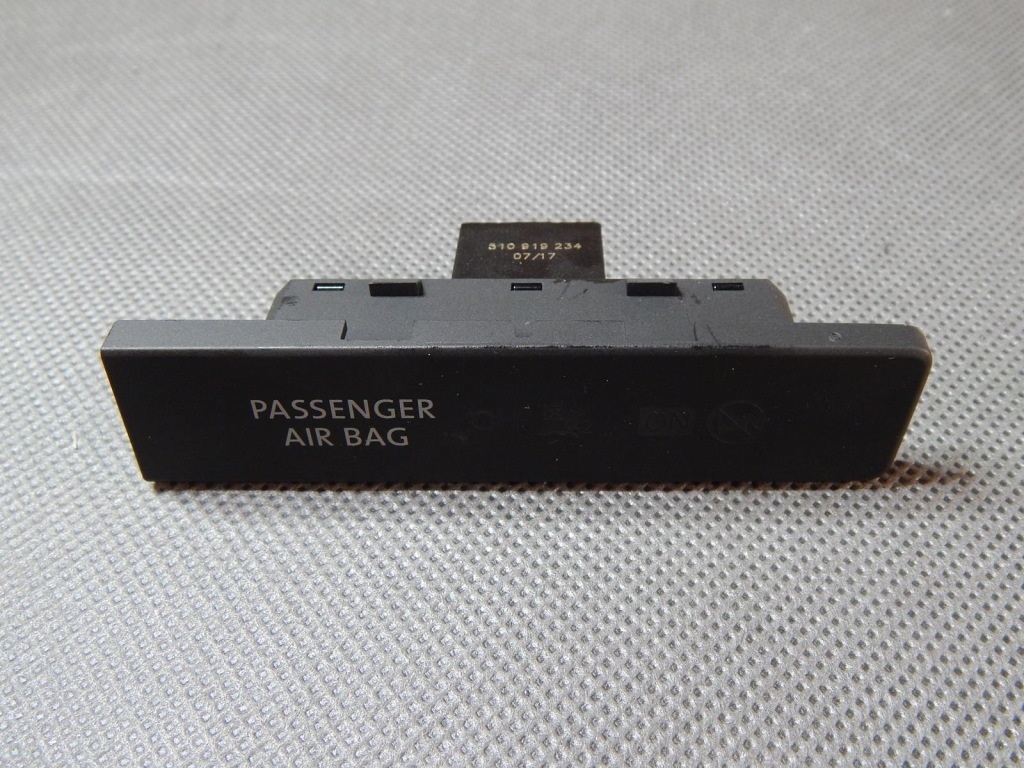 510 919 234
07/17
PASSENGER
AIR BAG
ON